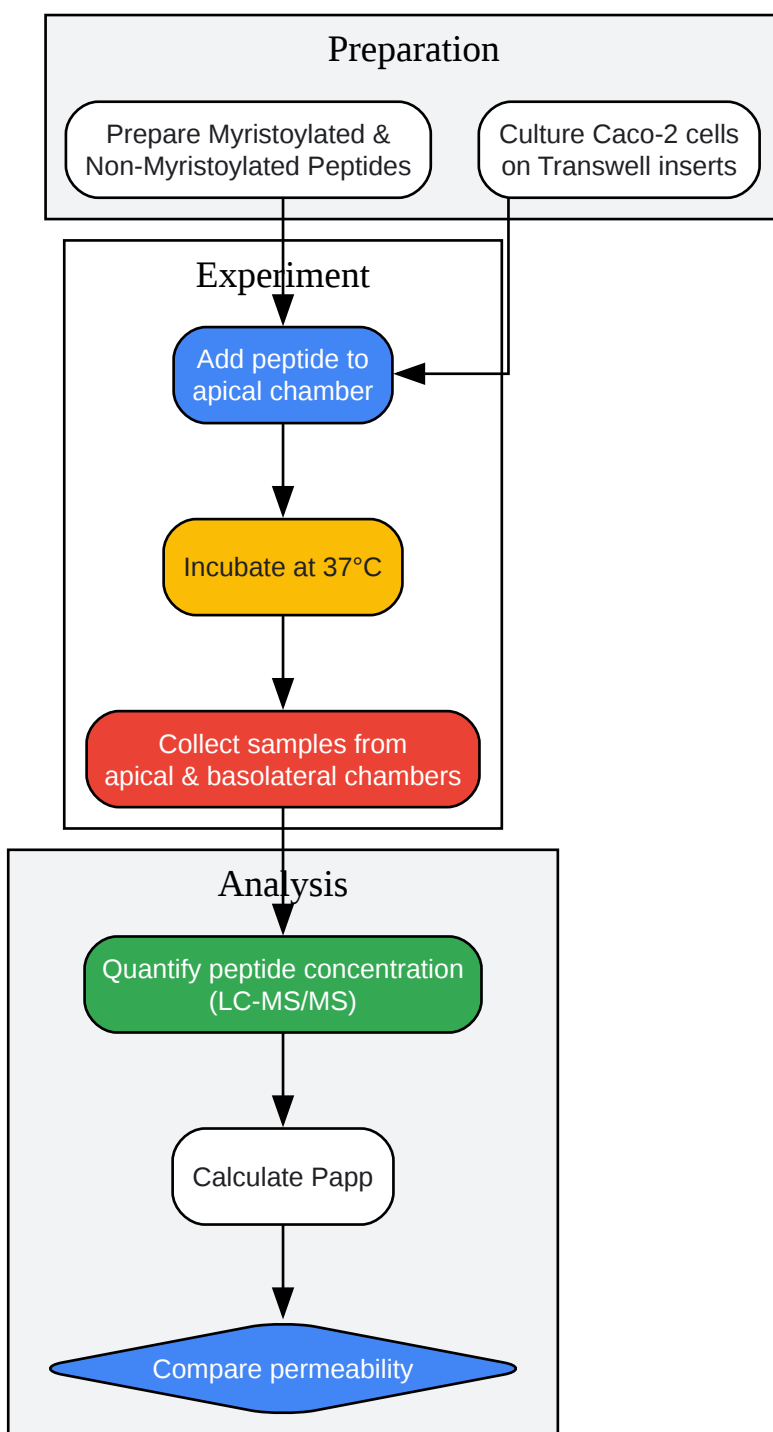 Preparation
Prepare Myristoylated &
Non-Myristoylated Peptides
Culture Caco-2 cells
on Transwell inserts
Experiment
Add peptide to
apical chamber
Incubate at 37°C
Collect samples from
apical & basolateral chambers
Analysis
Quantify peptide concentration
(LC-MS/MS)
Calculate Papp
Compare permeability